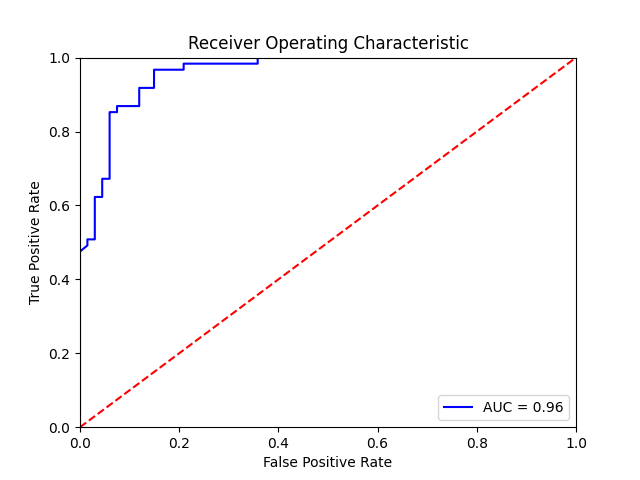 Receiver Operating Characteristic
1.0
0.8
0.6
0.4
0.2
0.0
True Positive Rate
AUC = 0.96
0.0 0.2 0.4 0.6 0.8 1.0
False Positive Rate